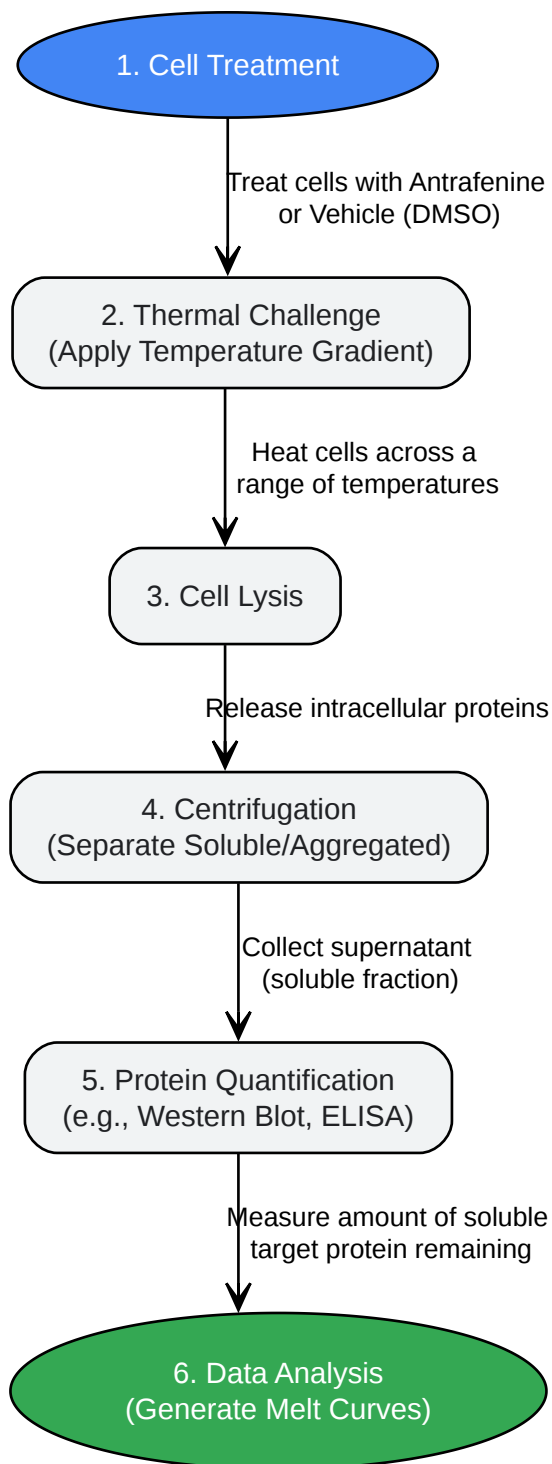 1. Cell Treatment
Treat cells with Antrafenine
or Vehicle (DMSO)
2. Thermal Challenge
(Apply Temperature Gradient)
Heat cells across a
range of temperatures
3. Cell Lysis
Release intracellular proteins
4. Centrifugation
(Separate Soluble/Aggregated)
Collect supernatant
(soluble fraction)
5. Protein Quantification
(e.g., Western Blot, ELISA)
Measure amount of soluble
target protein remaining
6. Data Analysis
(Generate Melt Curves)